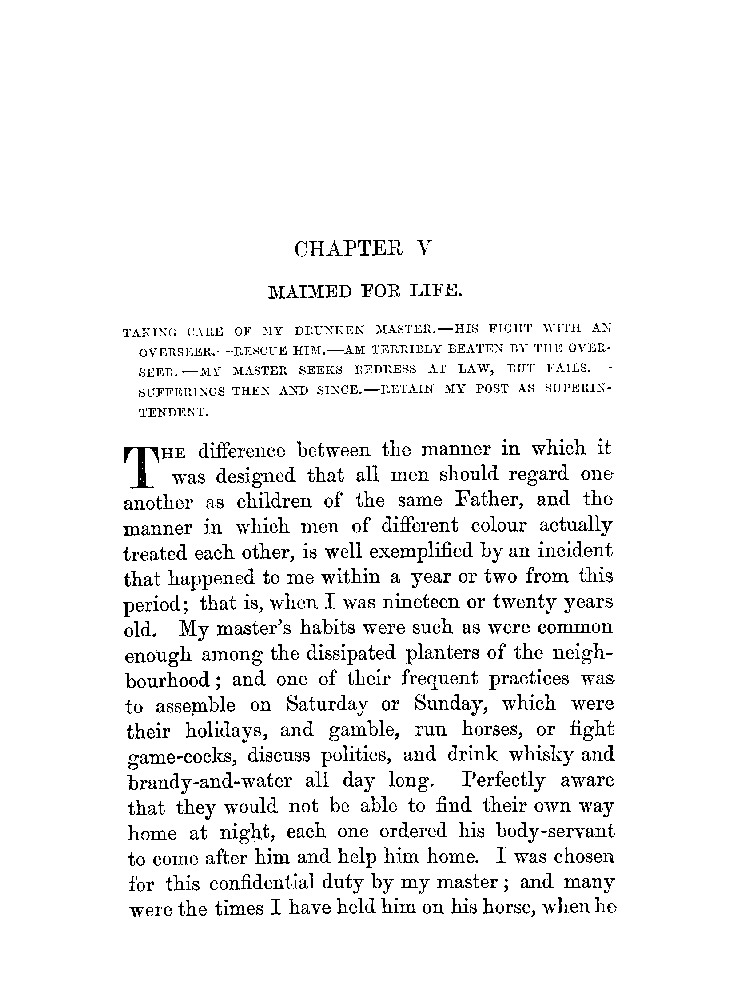 CHAPTER V
MAIMED FOR LIFE.
TAKING CARE OF MY DRUNKEN MASTER.—HIS FIGHT WITH AN
OVERSEER.—RESCUE HIM.—AM TERRIBLY BEATEN BY THE OVER-
SEER.—MY MASTER SEEKS REDRESS AT LAW, BUT FAILS.—
SUFFERINGS THEN AND SINCE.—RETAIN MY POST AS SUPERIN-
TENDENT.
THE difference between the manner in which it
was designed that all men should regard one
another as children of the same Father, and the
manner in which men of different colour actually
treated each other, is well exemplified by an incident
that happened to me within a year or two from this
period; that is, when I was nineteen or twenty years
old. My master's habits were such as were common
enough among the dissipated planters of the neigh-
bourhood; and one of their frequent practices was
to assemble on Saturday or Sunday, which were
their holidays, and gamble, run horses, or fight
game-cocks, discuss politics, and drink whisky and
brandy-and-water all day long. Perfectly aware
that they would not be able to find their own way
home at night, each one ordered his body-servant
to come after him and help him home. I was chosen
for this confidential duty by my master; and many
were the times I have held him on his horse, when he